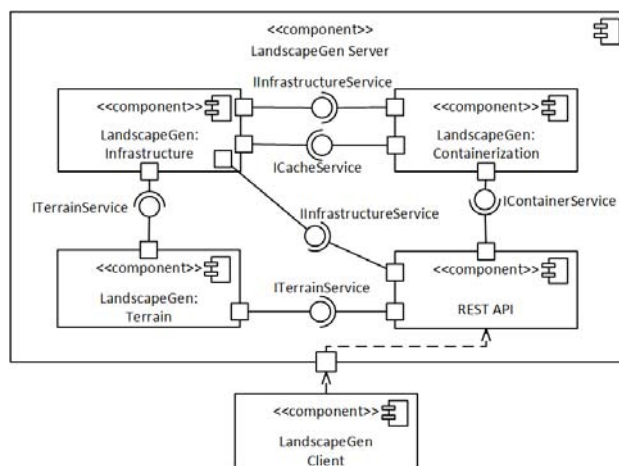 <<component>>
LandscapeGen Server
IInfrastructureService
<<component>>
LandscapeGen:
Infrastructure
<<component>>
LandscapeGen:
Containerization
ICacheService
ITerrainService
IInfrastructureService
IContainerService
<<component>>
LandscapeGen:
Terrain
ITerrainService
<<component>>
REST API
<<component>>
LandscapeGen
Client